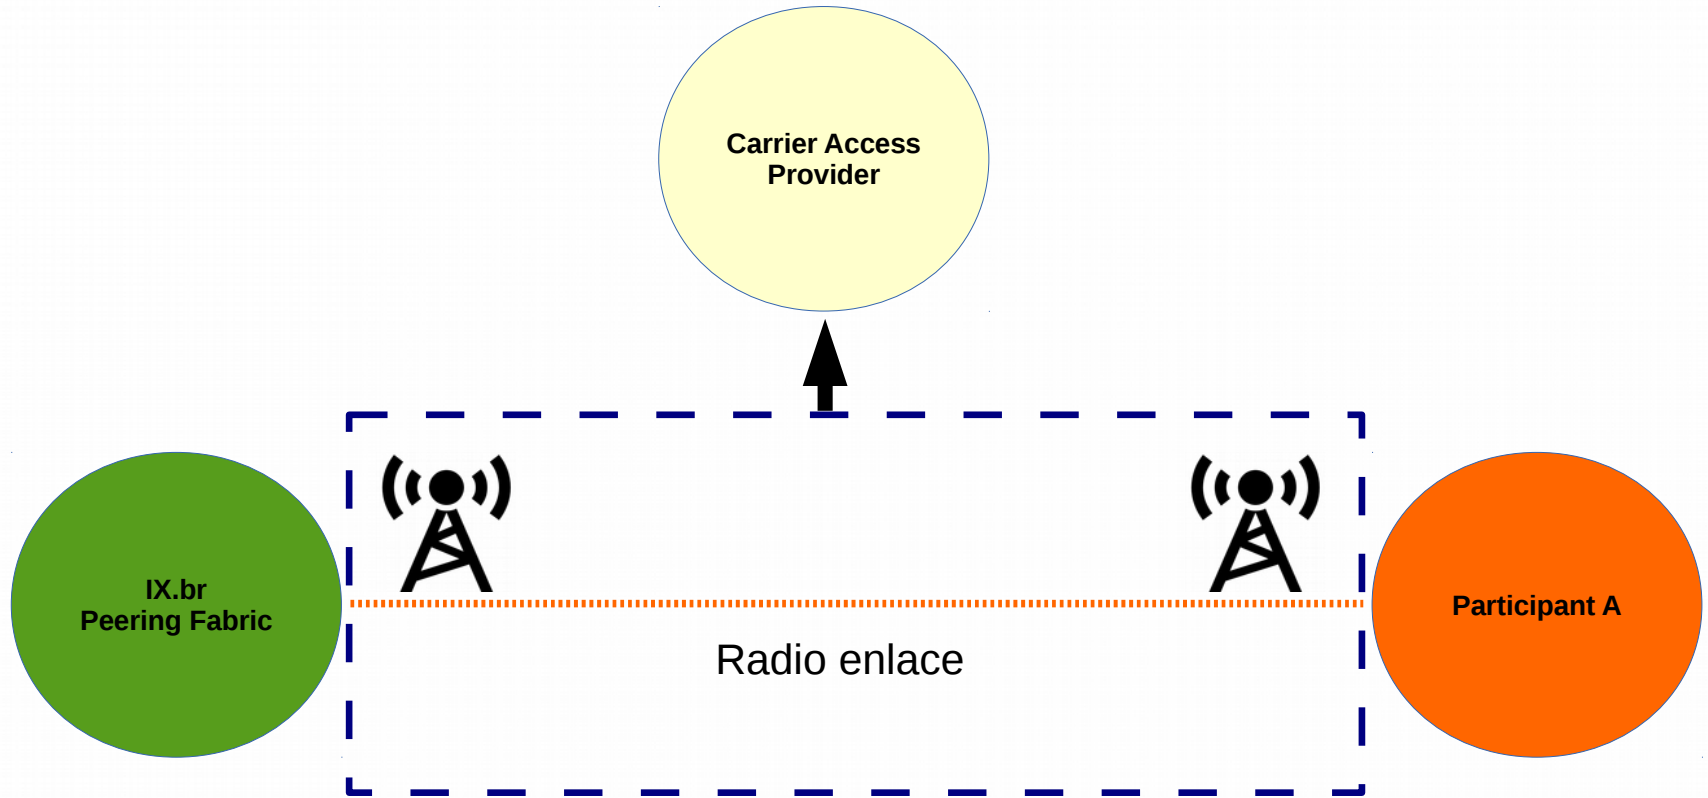 Carrier Access
Provider
IX.br
Peering Fabric
Participant A
Radio enlace